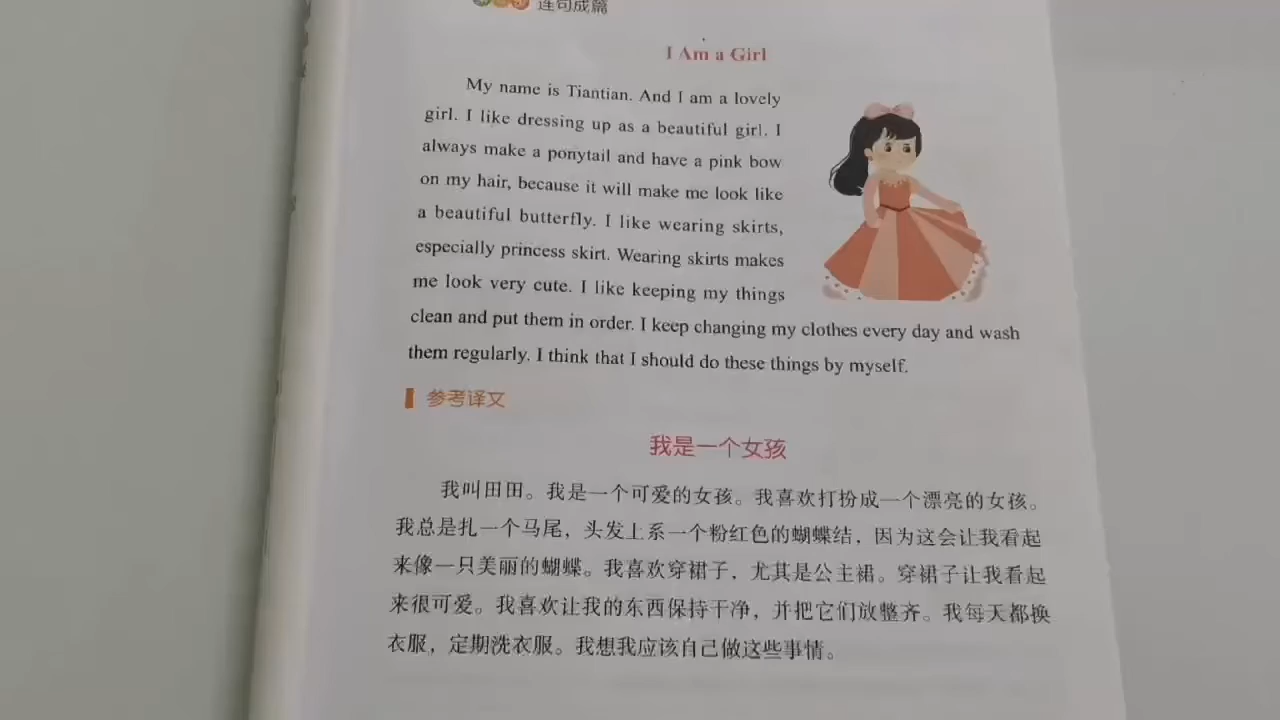 连句成篇
I Am a Girl
My name is Tiantian. And I am a lovely
girl. I like dressing up as a beautiful girl. I
always make a ponytail and have a pink bow
on my hair, because it will make me look like
a beautiful butterfly. I like wearing skirts,
especially princess skirt. Wearing skirts makes
me look very cute. I like keeping my things
clean and put them in order. I keep changing my clothes every day and wash
them regularly. I think that I should do these things by myself.
参考译文
我是一个女孩
我叫田田。我是一个可爱的女孩。我喜欢打扮成一个漂亮的女孩。
我总是扎一个马尾，头发上系一个粉红色的蝴蝶结，因为这会让我看起
来像一只美丽的蝴蝶。我喜欢穿裙子，尤其是公主裙。穿裙子让我看起
来很可爱。我喜欢让我的东西保持干净，并把它们放整齐。我每天都换
衣服，定期洗衣服。我想我应该自己做这些事情。